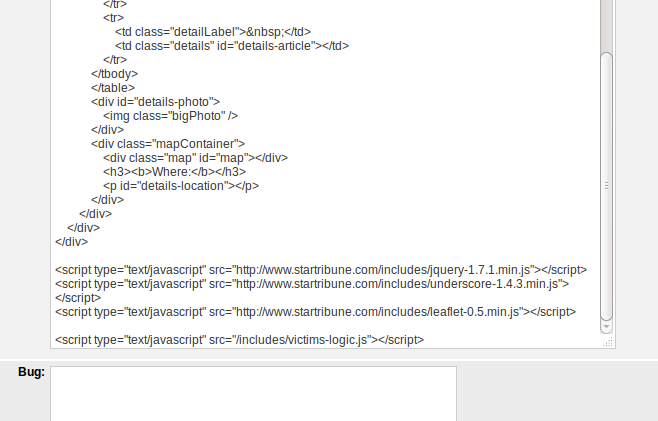 </tr>
<tr>
<td class="detailLabel">&nbsp;</td>
<td class="details" id="details-article"></td>
</tr>
</tbody>
</table>
<div id="details-photo">
<img class="bigPhoto" />
</div>
<div class="mapContainer">
<div class="map" id="map"></div>
<h3><b>Where:</b></h3>
<p id="details-location"></p>
</div>
</div>
</div>
</div>
<script type="text/javascript" src="http://www.startribune.com/includes/jquery-1.7.1.min.js"></script>
<script type="text/javascript" src="http://www.startribune.com/includes/underscore-1.4.3.min.js">
</script>
<script type="text/javascript" src="http://www.startribune.com/includes/leaflet-0.5.min.js"></script>
<script type="text/javascript" src="/includes/victims-logic.js"></script>
Bug: